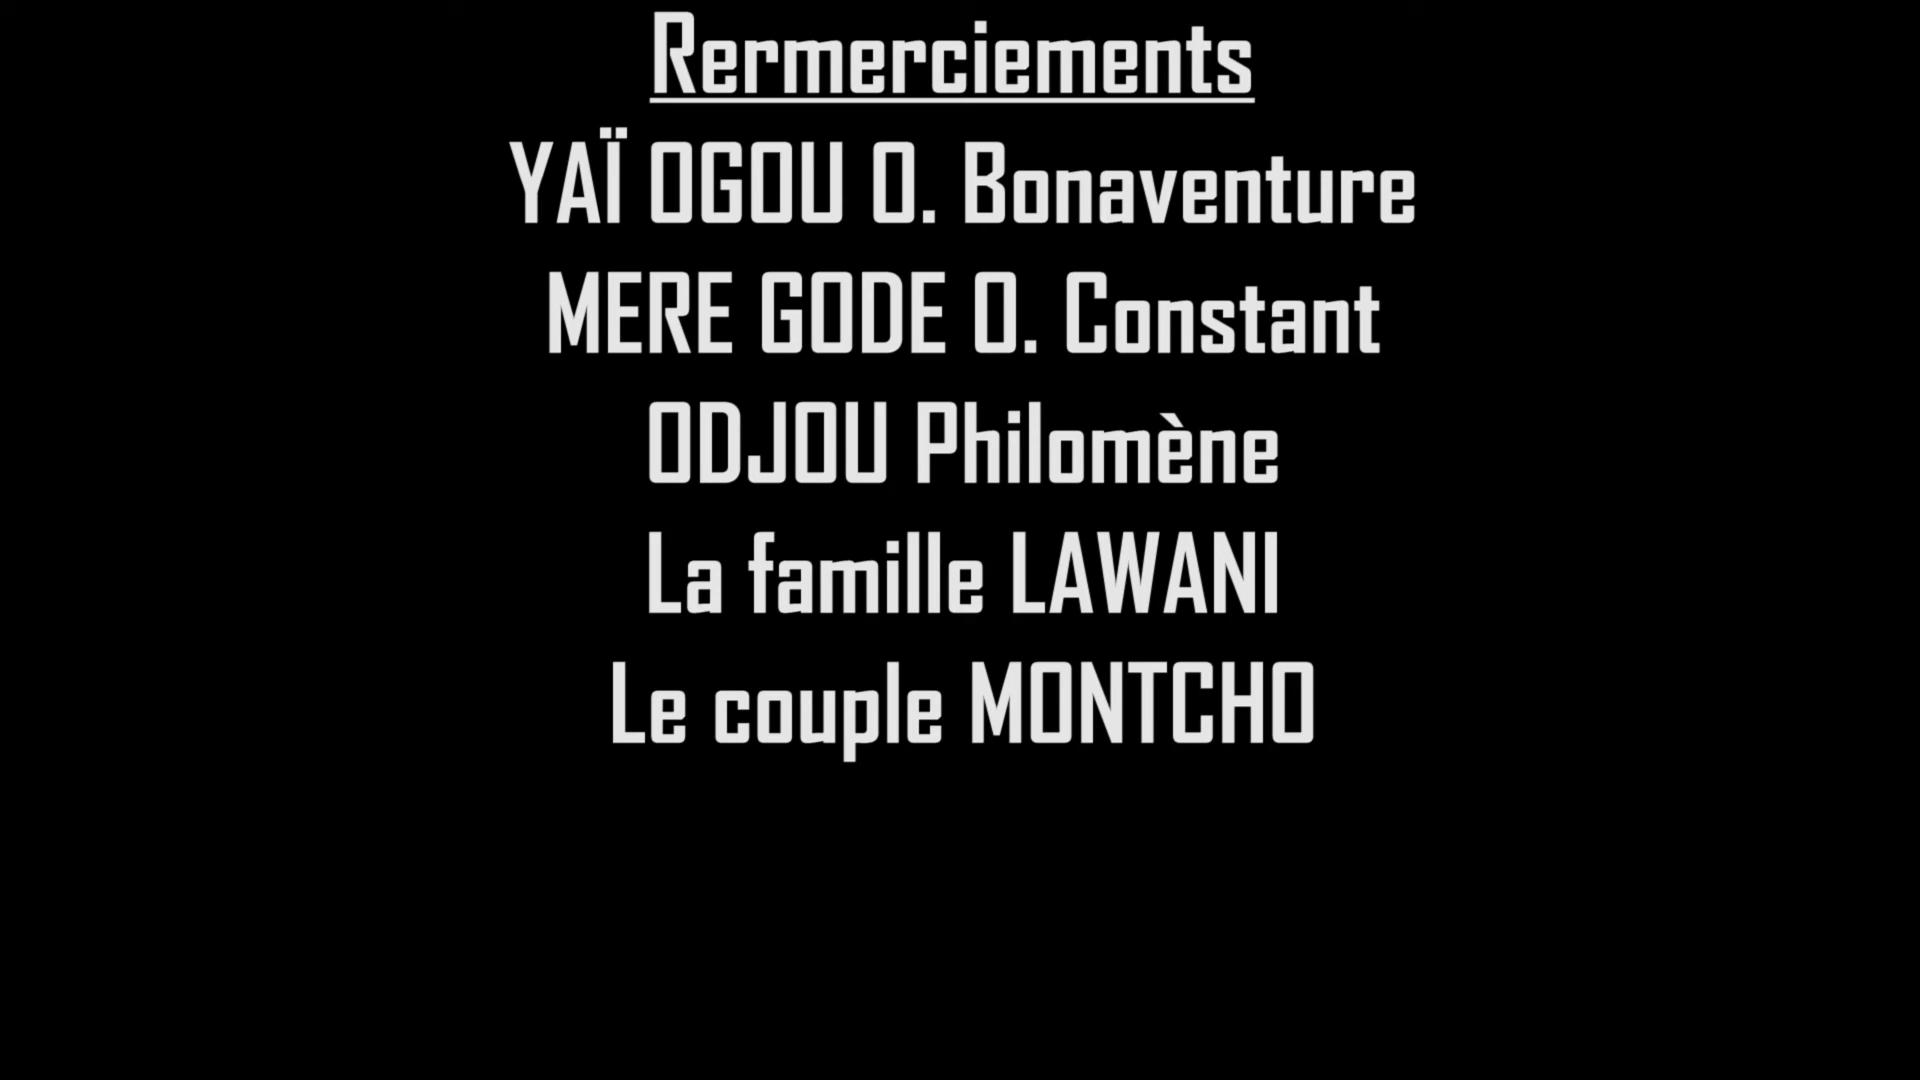 Rermerciements
YAÏ OGOU O. Bonaventure
MERE GODE O. Constant
ODJOU Philomène
La famille LAWANI
Le couple MONTCHO